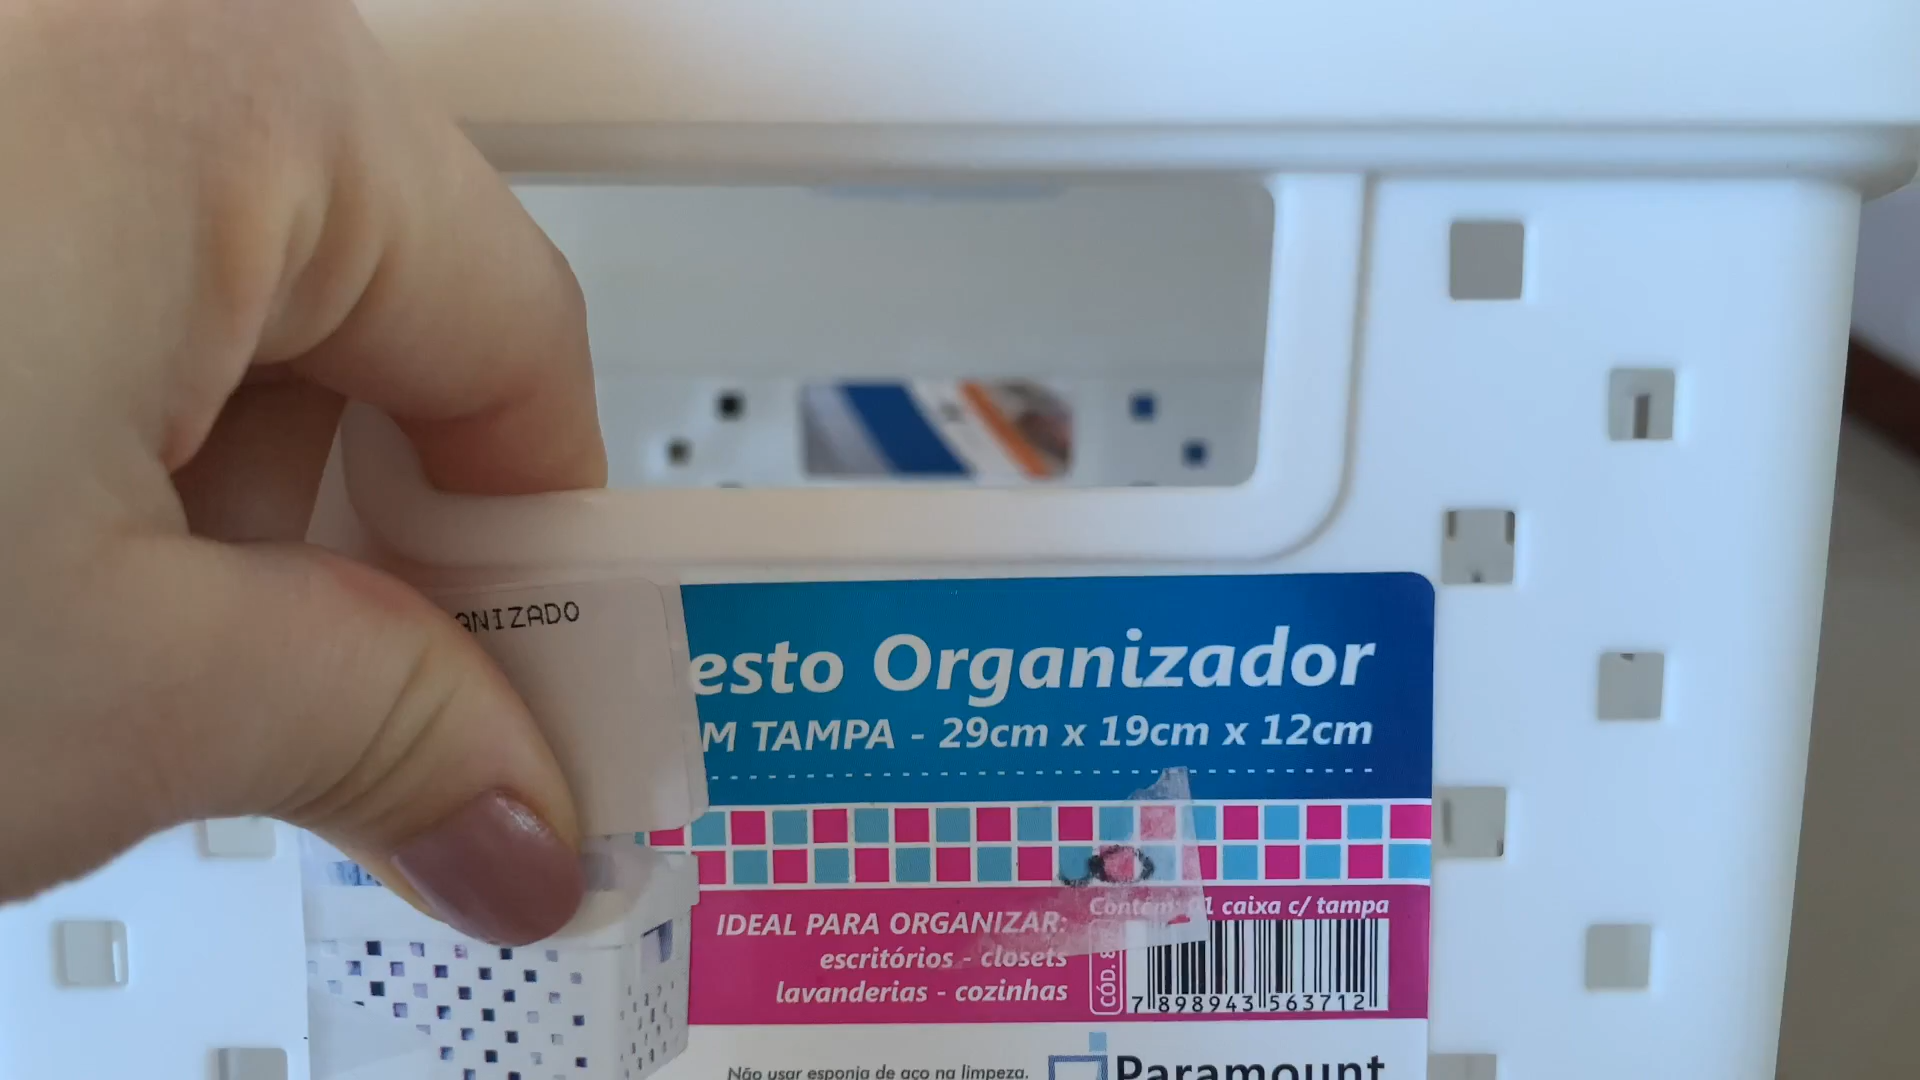 ANIZADO
esto Organizador
M TAMPA - 29cm x 19cm x 12cm
IDEAL PARA ORGANIZAR:
escritórios - closets
lavanderias - cozinhas
Contém: 01 caixa c/ tampa
CÓD. 8
7 898943 563712
Não usar esponja de aço na limpeza.
Paramount